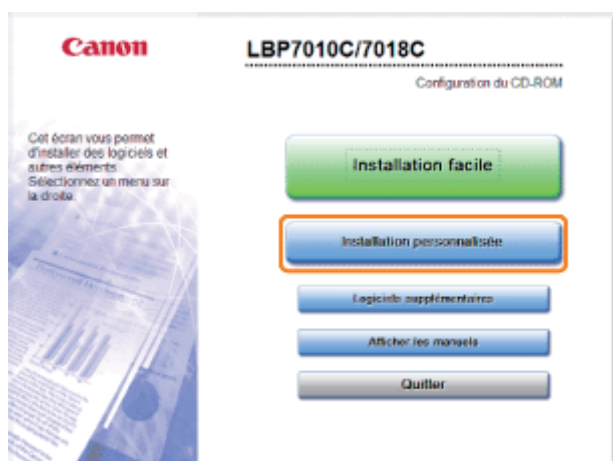 Canon
LBP7010C/7018C
Configuration du CD-ROM
Cet écran vous permet
d'installer des logiciels et
autres éléments.
Sélectionnez un menu sur
la droite.
Installation facile
Installation personnalisée
Logiciels supplémentaires
Afficher les manuels
Quitter